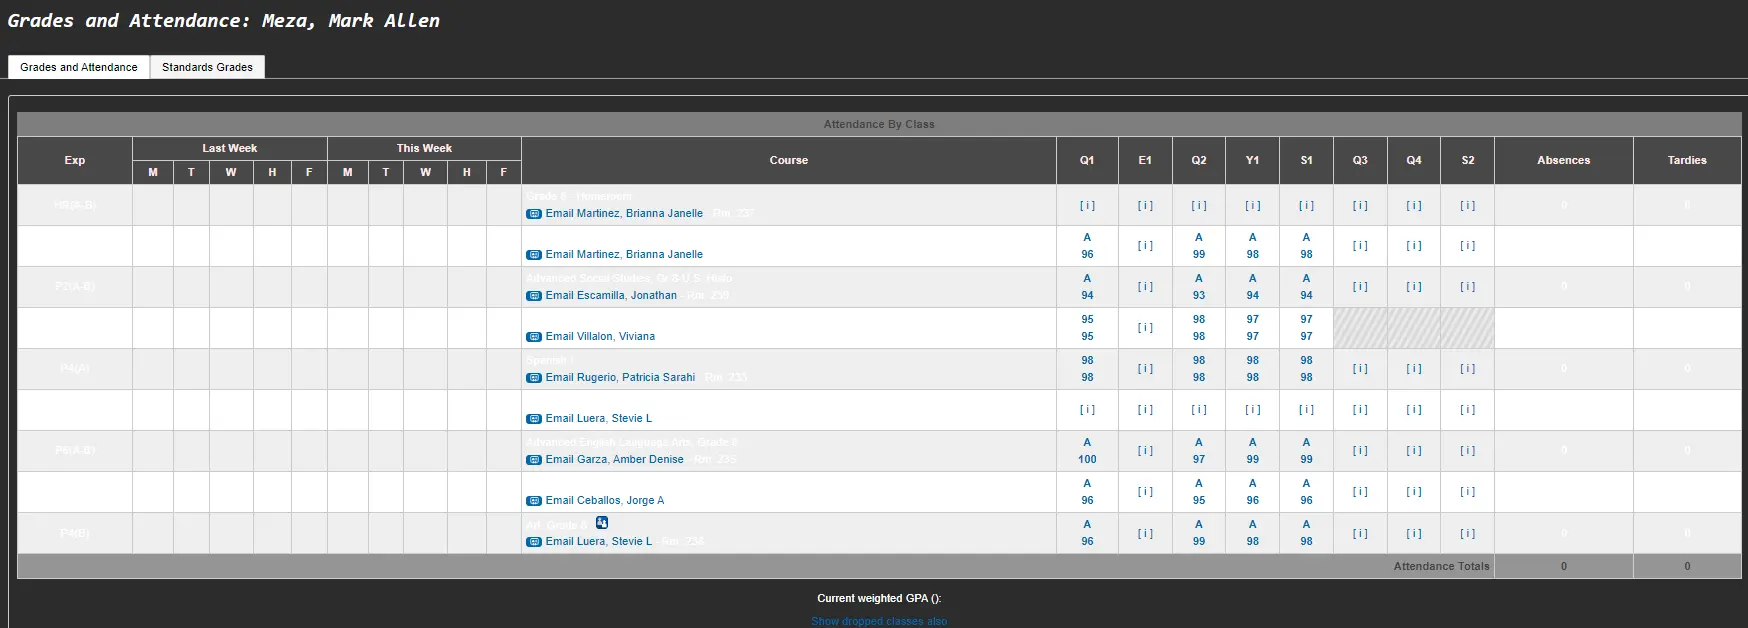 Grades and Attendance: Meza, Mark Allen
Grades and Attendance Standards Grades
Attendance By Class
Exp Last Week This Week Course Q1 E1 Q2 Y1 S1 Q3 Q4 S2 Absences Tardies
M T W H F M T W H F
HR(A-B) Grade 8 - Homeroom
Email Martinez, Brianna Janelle - Rm: 237 [ i ] [ i ] [ i ] [ i ] [ i ] [ i ] [ i ] [ i ] 0 0
A A A A
Email Martinez, Brianna Janelle 96 [ i ] 99 98 98 [ i ] [ i ] [ i ]
P2(A-B) Advanced Social Studies, Gr 8 U.S. Histo A A A A
Email Escamilla, Jonathan - Rm: 239 94 [ i ] 93 94 94 [ i ] [ i ] [ i ] 0 0
95 98 97 97
Email Villalon, Viviana 95 [ i ] 98 97 97
P4(A) Spanish I 98 98 98 98
Email Rugerio, Patricia Sarahi - Rm: 233 98 [ i ] 98 98 98 [ i ] [ i ] [ i ] 0 0
Email Luera, Stevie L [ i ] [ i ] [ i ] [ i ] [ i ] [ i ] [ i ] [ i ]
P6(A-B) Advanced English Language Arts, Grade 8 A A A A
Email Garza, Amber Denise - Rm: 235 100 [ i ] 97 99 99 [ i ] [ i ] [ i ] 0 0
A A A A
Email Ceballos, Jorge A 96 [ i ] 95 96 96 [ i ] [ i ] [ i ]
P4(B) Art, Grade 8 A A A A
Email Luera, Stevie L - Rm: 234 96 [ i ] 99 98 98 [ i ] [ i ] [ i ] 0 0
Attendance Totals 0 0
Current weighted GPA ():
Show dropped classes also